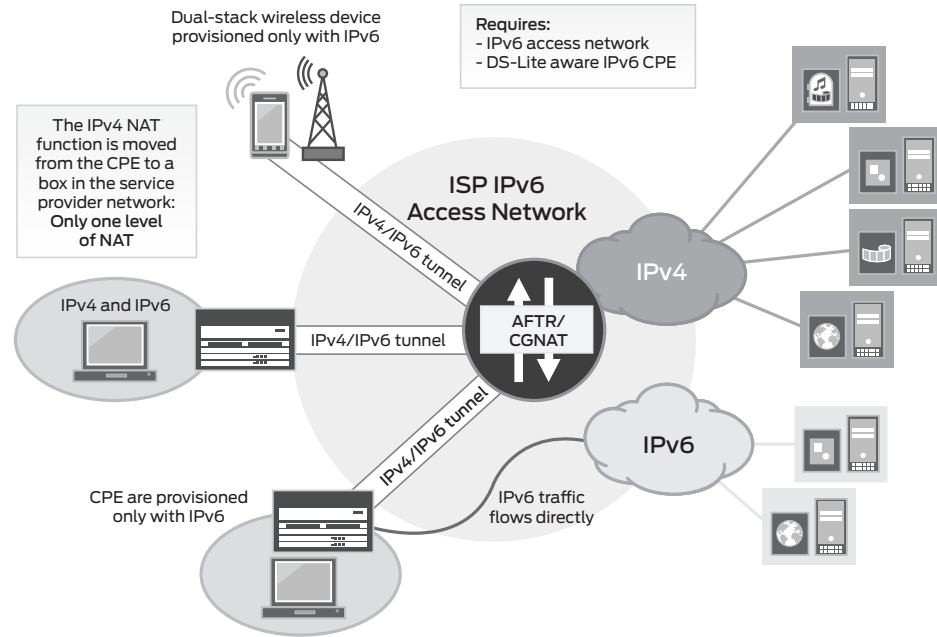 Dual-stack wireless device
provisioned only with IPv6
Requires:
- IPv6 access network
- DS-Lite aware IPv6 CPE
The IPv4 NAT
function is moved
from the CPE to a
box in the service
provider network:
Only one level
of NAT
ISP IPv6
Access Network
IPv4/IPv6 tunnel
IPv4
IPv4 and IPv6
IPv4/IPv6 tunnel
AFTR/
CGNAT
IPv4/IPv6 tunnel
IPv6
CPE are provisioned
only with IPv6
IPv6 traffic
flows directly